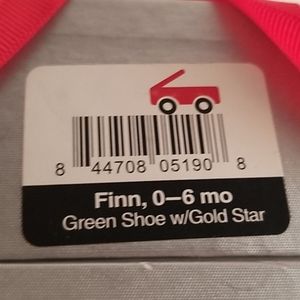 8 44708 05190 8
Finn, 0–6 mo
Green Shoe w/Gold Star